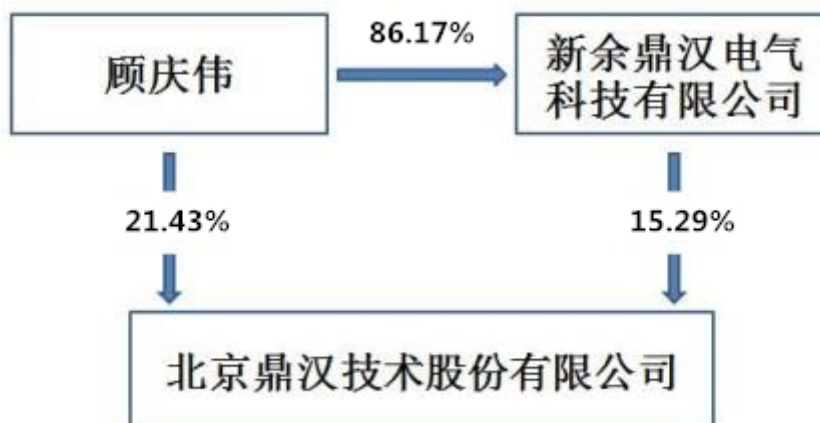 86.17%
顾庆伟
新余鼎汉电气
科技有限公司
21.43%
15.29%
北京鼎汉技术股份有限公司